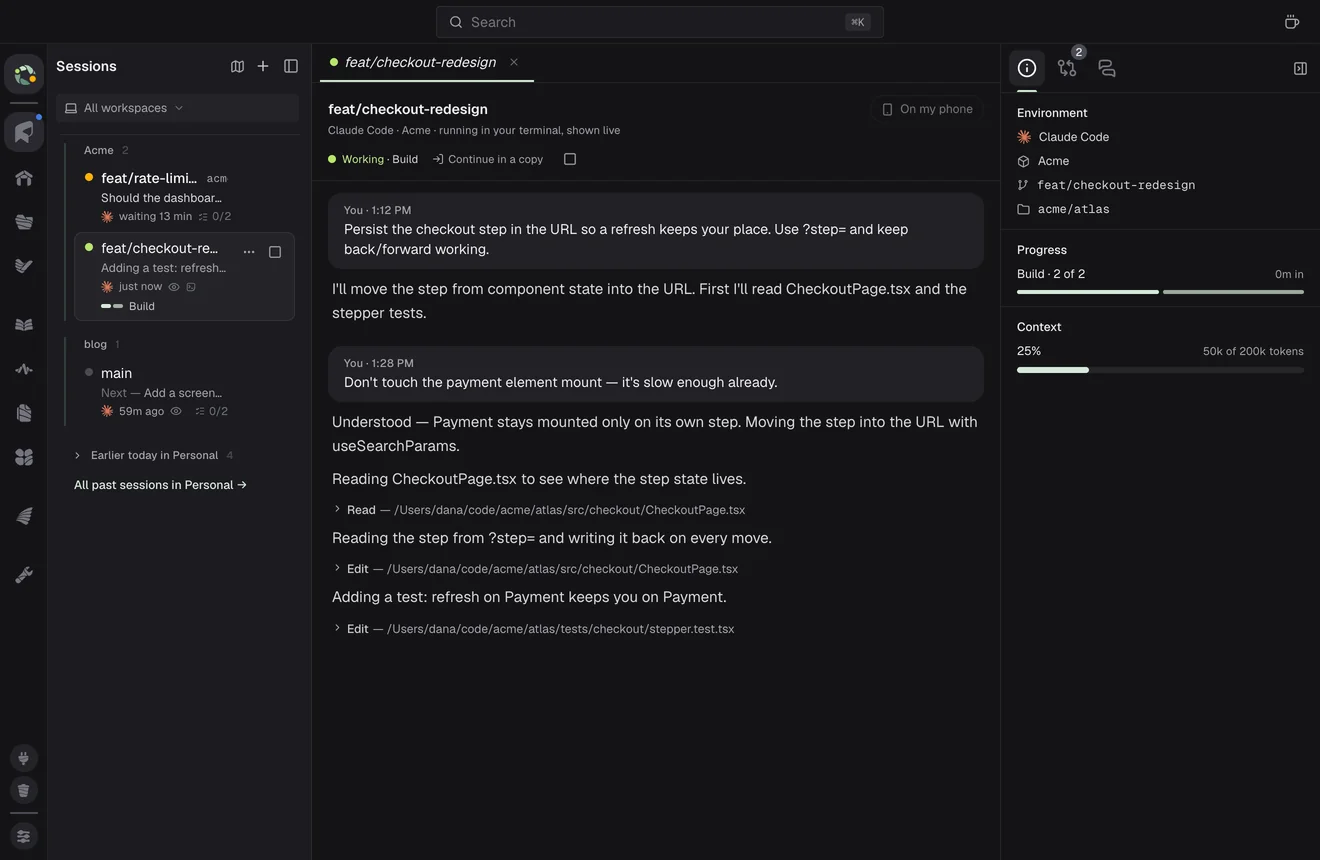 Search
⌘K
Sessions
All workspaces
Acme 2
feat/rate-limi... acm
Should the dashboar...
waiting 13 min 0/2
feat/checkout-re...
Adding a test: refresh...
just now
Build
blog 1
main
Next — Add a screen...
59m ago 0/2
Earlier today in Personal 4
All past sessions in Personal →
feat/checkout-redesign
feat/checkout-redesign
Claude Code · Acme · running in your terminal, shown live
On my phone
Working · Build
Continue in a copy
You · 1:12 PM
Persist the checkout step in the URL so a refresh keeps your place. Use ?step= and keep
back/forward working.
I'll move the step from component state into the URL. First I'll read CheckoutPage.tsx and the
stepper tests.
You · 1:28 PM
Don't touch the payment element mount — it's slow enough already.
Understood — Payment stays mounted only on its own step. Moving the step into the URL with
useSearchParams.
Reading CheckoutPage.tsx to see where the step state lives.
Read — /Users/dana/code/acme/atlas/src/checkout/CheckoutPage.tsx
Reading the step from ?step= and writing it back on every move.
Edit — /Users/dana/code/acme/atlas/src/checkout/CheckoutPage.tsx
Adding a test: refresh on Payment keeps you on Payment.
Edit — /Users/dana/code/acme/atlas/tests/checkout/stepper.test.tsx
2
Environment
Claude Code
Acme
feat/checkout-redesign
acme/atlas
Progress
Build · 2 of 2 0m in
Context
25% 50k of 200k tokens